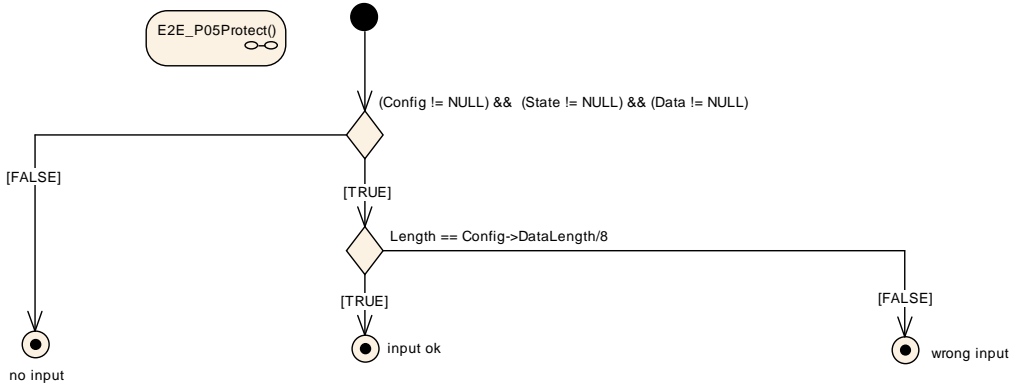 E2E_P05Protect()
(Config != NULL) &&  (State != NULL) && (Data != NULL)
[FALSE]
[TRUE]
Length == Config->DataLength/8
[TRUE]
[FALSE]
input ok
wrong input
no input